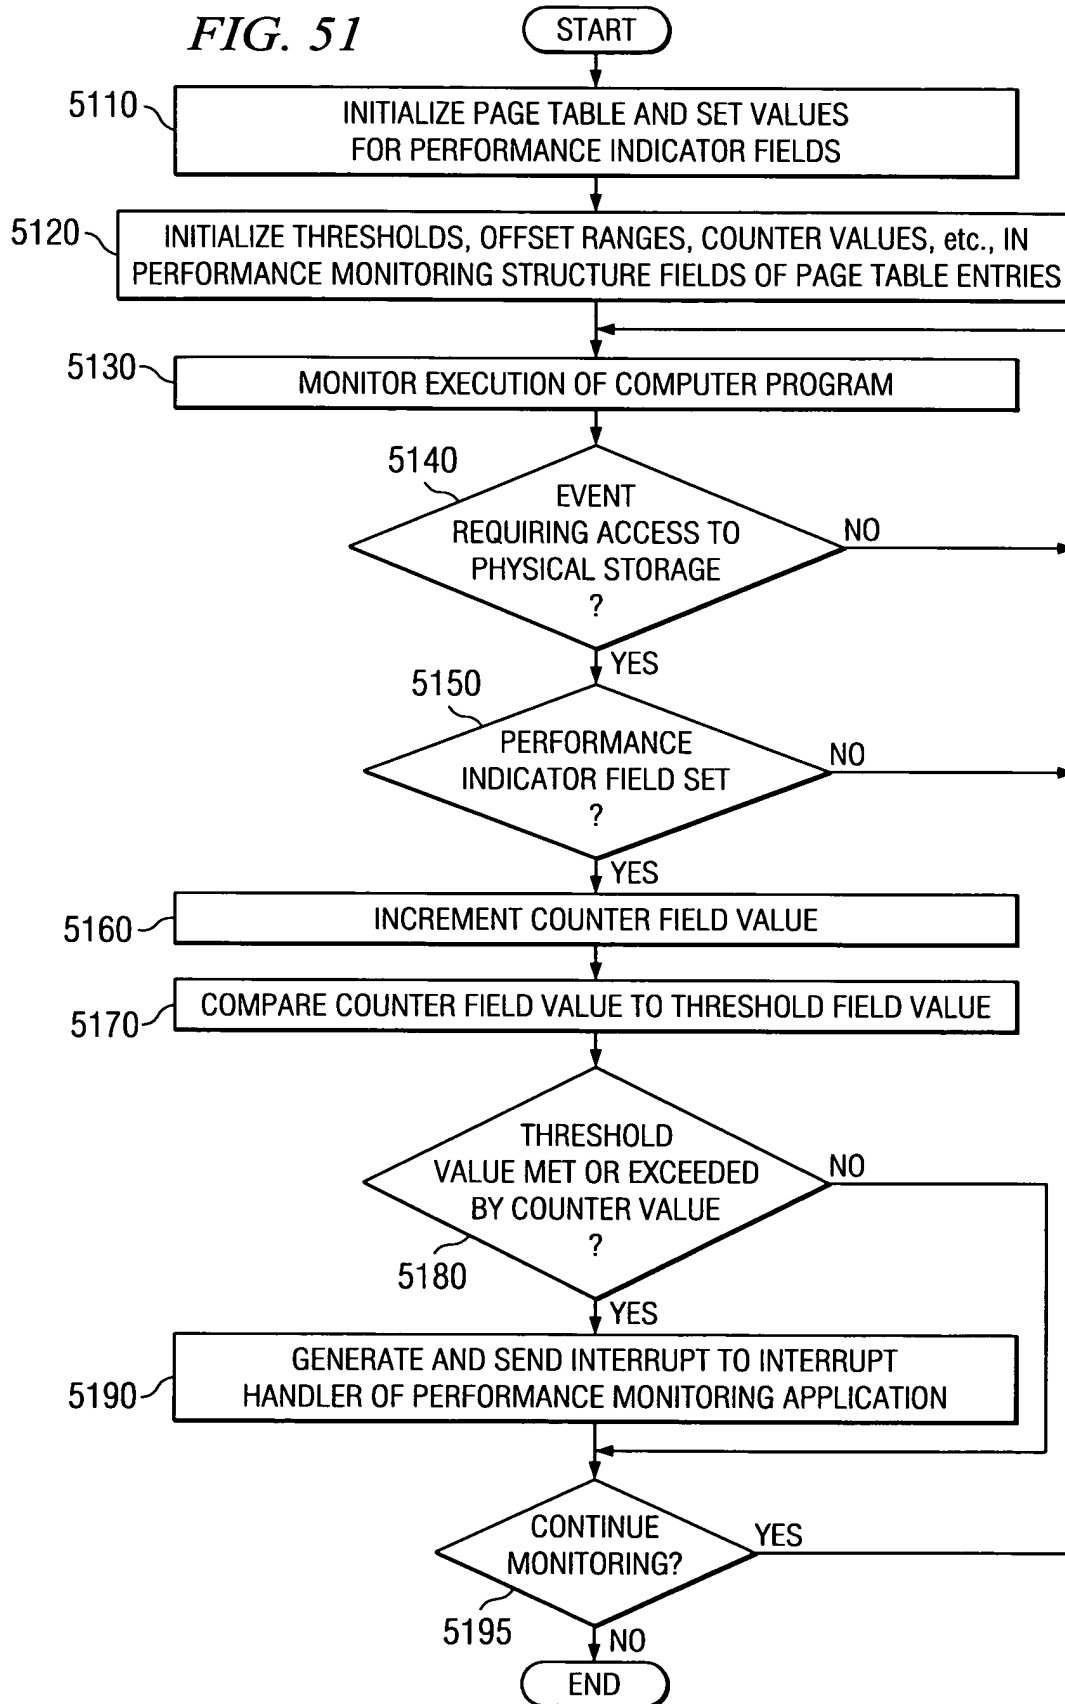 FIG. 51
START
5110
INITIALIZE PAGE TABLE AND SET VALUES
FOR PERFORMANCE INDICATOR FIELDS
5120
INITIALIZE THRESHOLDS, OFFSET RANGES, COUNTER VALUES, etc., IN
PERFORMANCE MONITORING STRUCTURE FIELDS OF PAGE TABLE ENTRIES
5130
MONITOR EXECUTION OF COMPUTER PROGRAM
5140
EVENT
REQUIRING ACCESS TO
PHYSICAL STORAGE
?
NO
YES
5150
PERFORMANCE
INDICATOR FIELD SET
?
NO
YES
5160
INCREMENT COUNTER FIELD VALUE
5170
COMPARE COUNTER FIELD VALUE TO THRESHOLD FIELD VALUE
THRESHOLD
VALUE MET OR EXCEEDED
BY COUNTER VALUE
?
NO
5180
YES
5190
GENERATE AND SEND INTERRUPT TO INTERRUPT
HANDLER OF PERFORMANCE MONITORING APPLICATION
CONTINUE
MONITORING?
YES
5195
NO
END